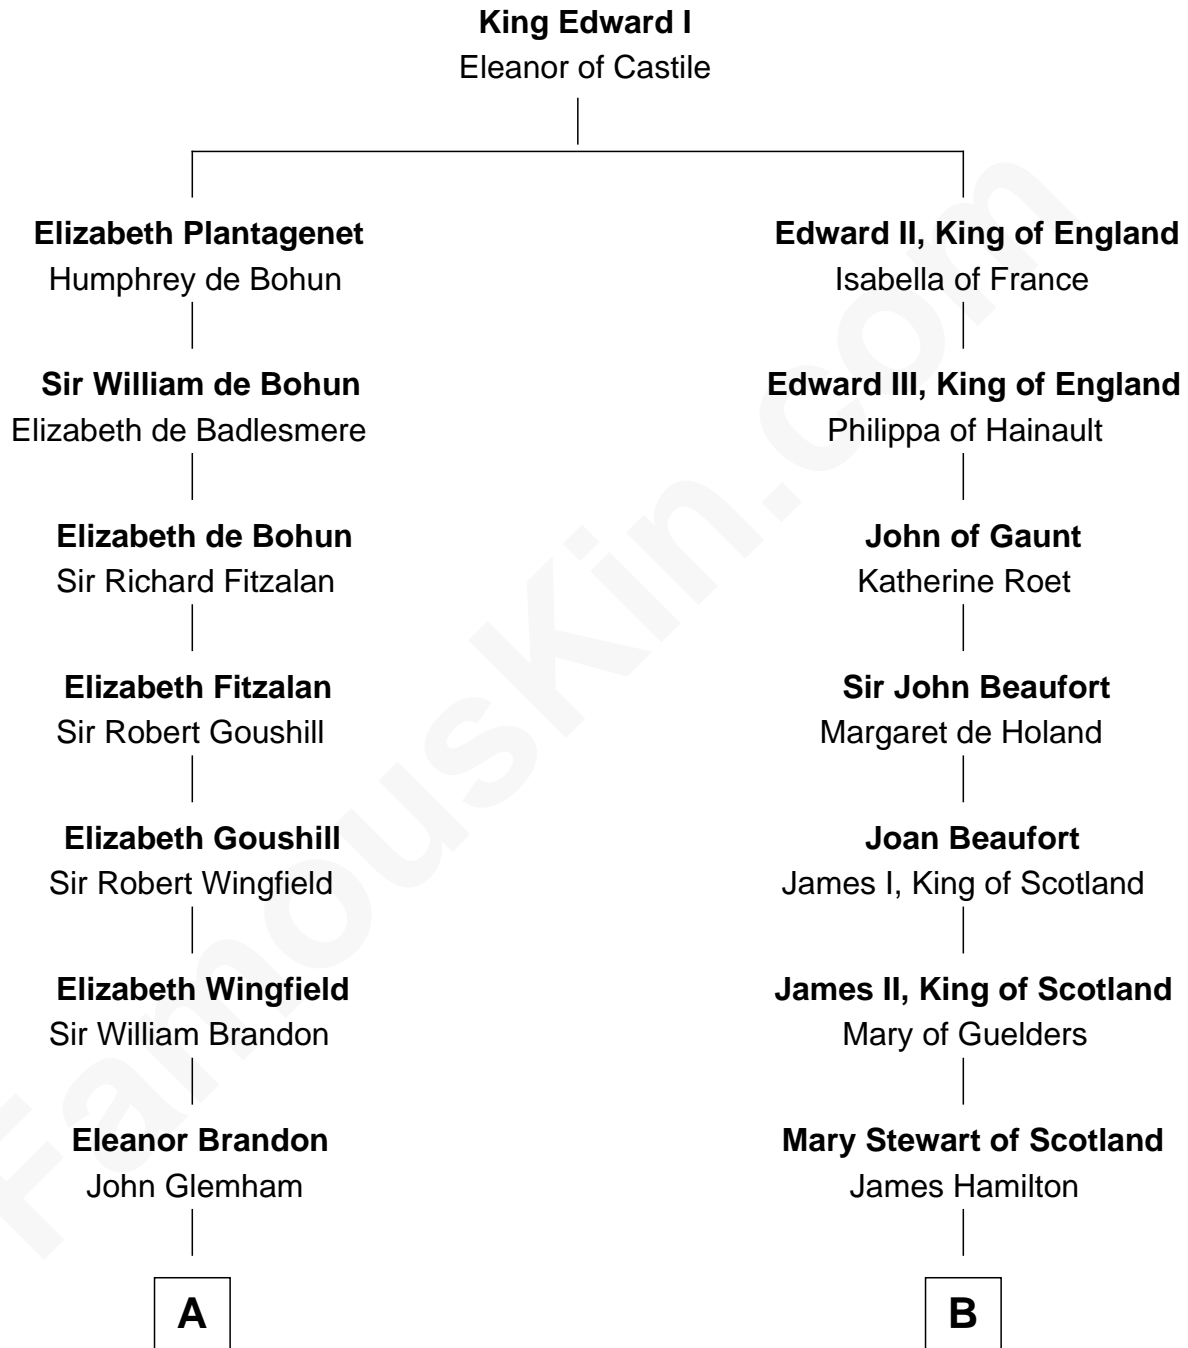 King Edward I
Eleanor of Castile
Elizabeth Plantagenet
Humphrey de Bohun
Edward II, King of England
Isabella of France
Sir William de Bohun
Elizabeth de Badlesmere
Edward III, King of England
Philippa of Hainault
Elizabeth de Bohun
Sir Richard Fitzalan
John of Gaunt
Katherine Roet
Elizabeth Fitzalan
Sir Robert Goushill
Sir John Beaufort
Margaret de Holand
Elizabeth Goushill
Sir Robert Wingfield
Joan Beaufort
James I, King of Scotland
Elizabeth Wingfield
Sir William Brandon
James II, King of Scotland
Mary of Guelders
Eleanor Brandon
John Glemham
Mary Stewart of Scotland
James Hamilton
A
B
FamousKin.com